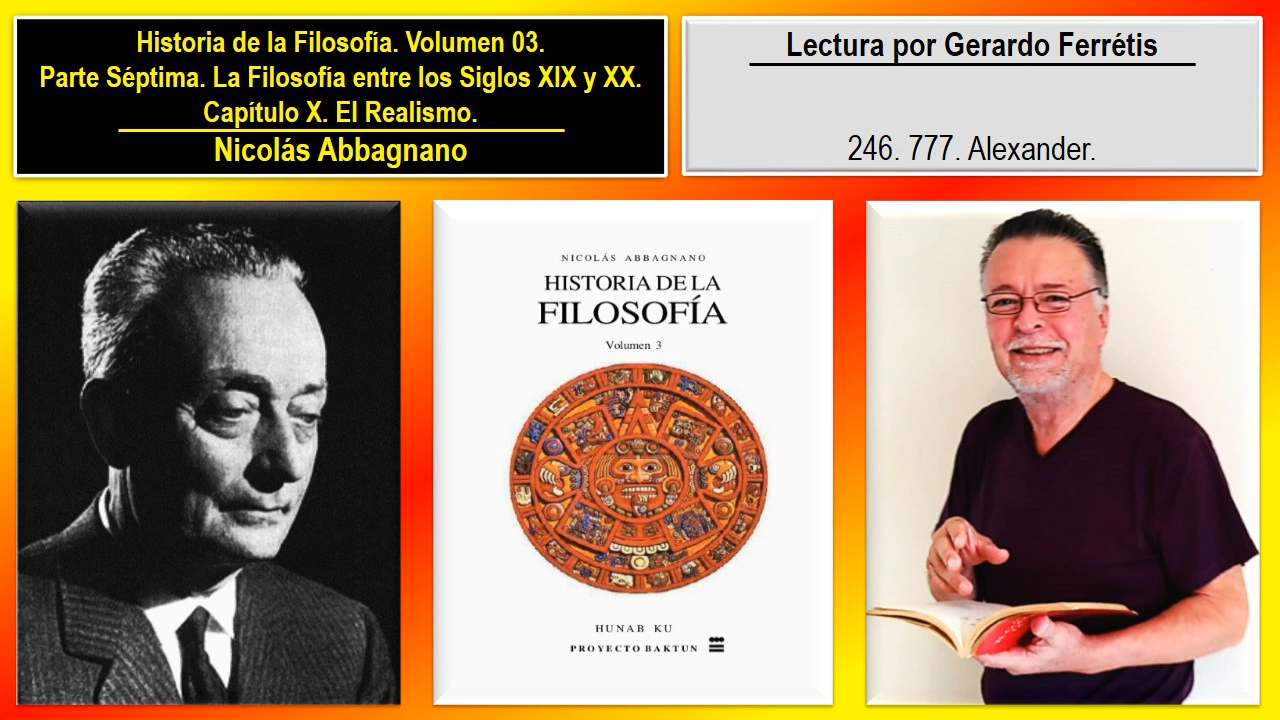 Historia de la Filosofía. Volumen 03.
Parte Séptima. La Filosofía entre los Siglos XIX y XX.
Capítulo X. El Realismo.
Nicolás Abbagnano
Lectura por Gerardo Ferrétis
246. 777. Alexander.
NICOLÁS ABBAGNANO
HISTORIA DE LA
FILOSOFÍA
Volumen 3
HUNAB KU
PROYECTO BAKTUN